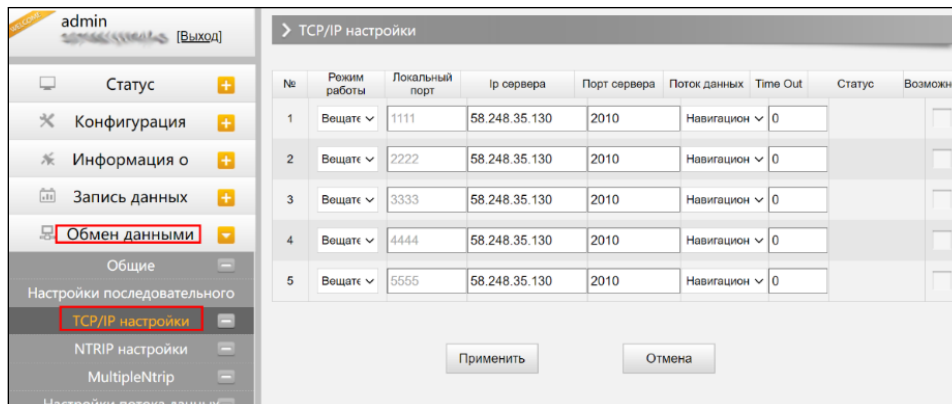 WELCOME
admin
[Выход]
Статус
Конфигурация
Информация о
Запись данных
Обмен данными
Общие
Настройки последовательного
TCP/IP настройки
NTRIP настройки
MultipleNtrip
Настройки потока данных
TCP/IP настройки
№ Режим работы Локальный порт Ip сервера Порт сервера Поток данных Time Out Статус Возможн
1 Вещате 1111 58.248.35.130 2010 Навигацион 0
2 Вещате 2222 58.248.35.130 2010 Навигацион 0
3 Вещате 3333 58.248.35.130 2010 Навигацион 0
4 Вещате 4444 58.248.35.130 2010 Навигацион 0
5 Вещате 5555 58.248.35.130 2010 Навигацион 0
Применить Отмена